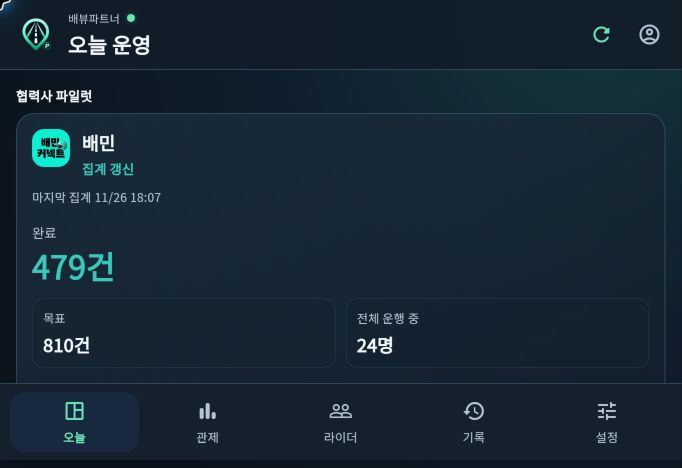 배뷰파트너
오늘 운영
P
협력사 파일럿
배민
커넥트
배민
집계 갱신
마지막 집계 11/26 18:07
완료
479건
목표
810건
전체 운행 중
24명
오늘
관제
라이더
기록
설정